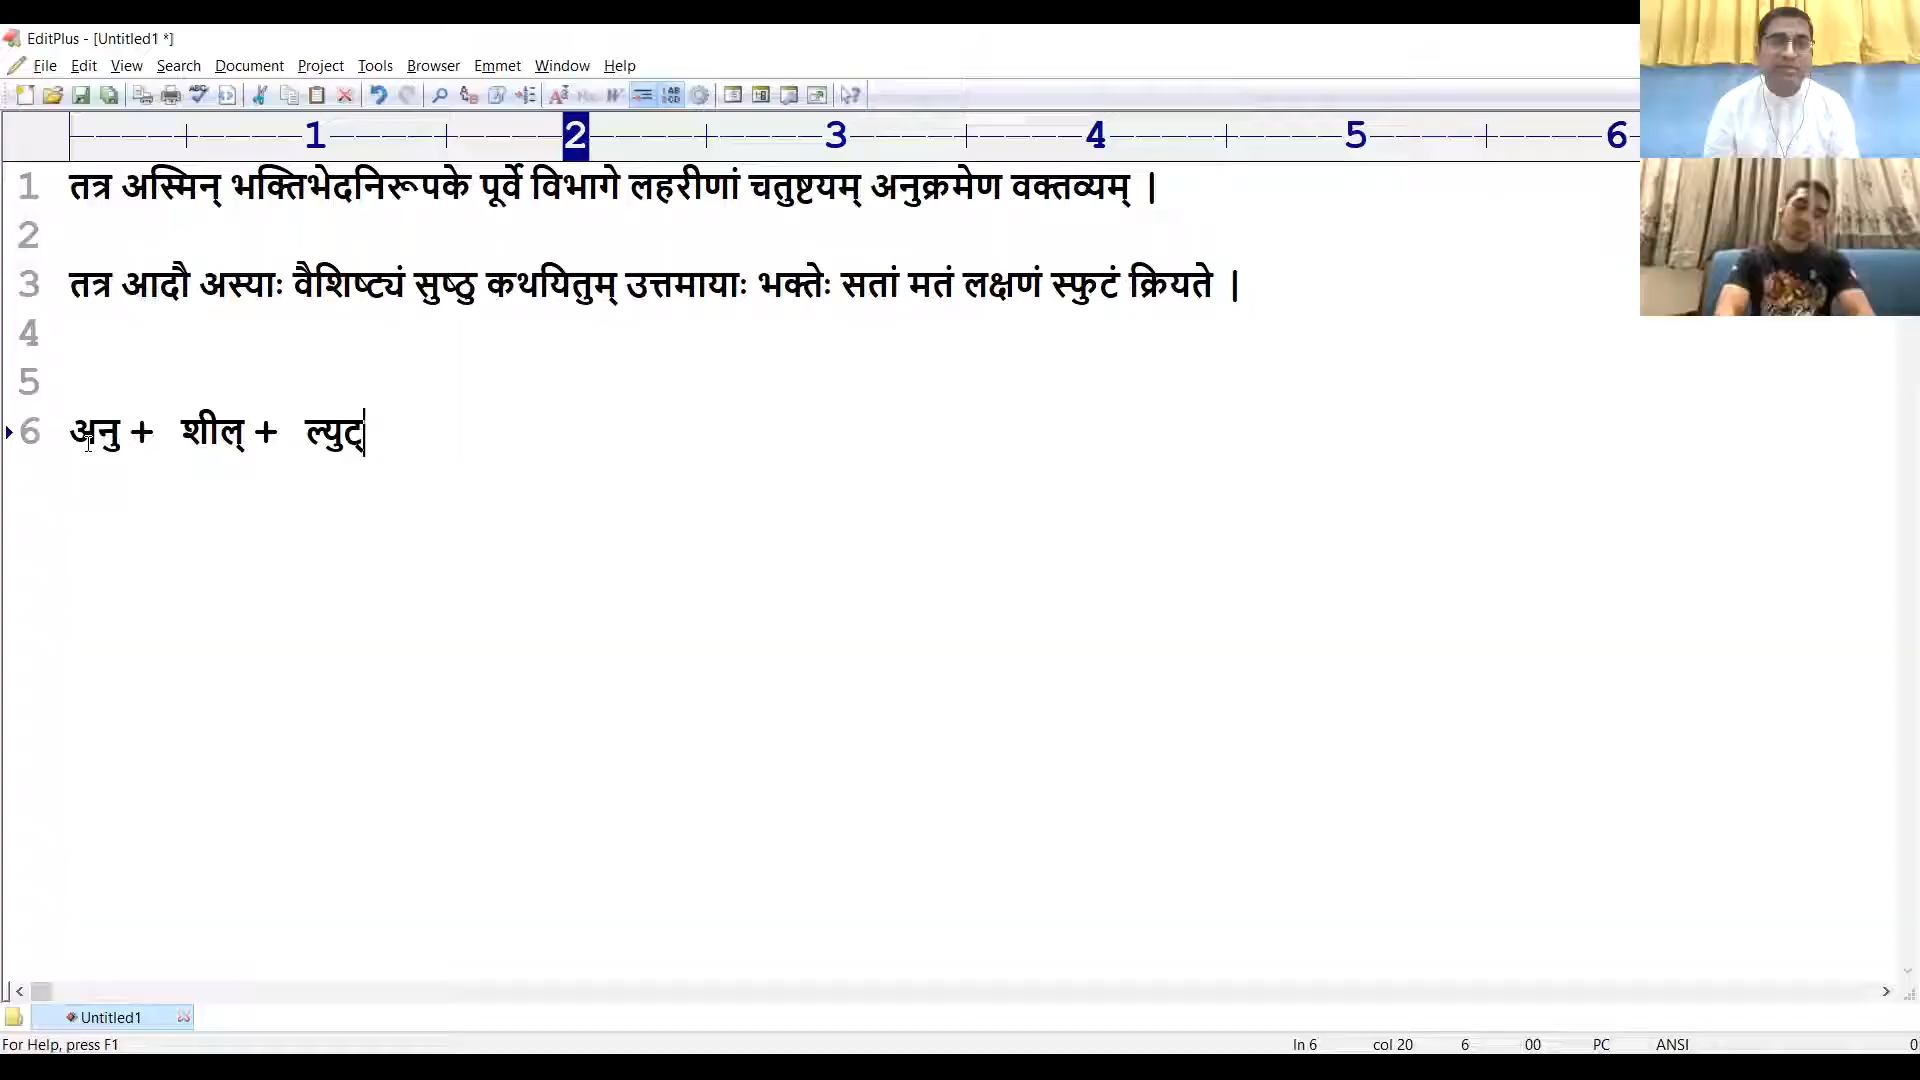 EditPlus - [Untitled1 *]
File Edit View Search Document Project Tools Browser Emmet Window Help
1 2 3 4 5 6
1 तत्र अस्मिन् भक्तिभेदनिरूपके पूर्वे विभागे लहरीणां चतुष्टयम् अनुक्रमेण वक्तव्यम् |
2
3 तत्र आदौ अस्याः वैशिष्ट्यं सुष्ठु कथयितुम् उत्तमायाः भक्तेः सतां मतं लक्षणं स्फुटं क्रियते |
4
5
6 अनु + शील् + ल्युट्
Untitled1
For Help, press F1 ln 6 col 20 6 00 PC ANSI 0